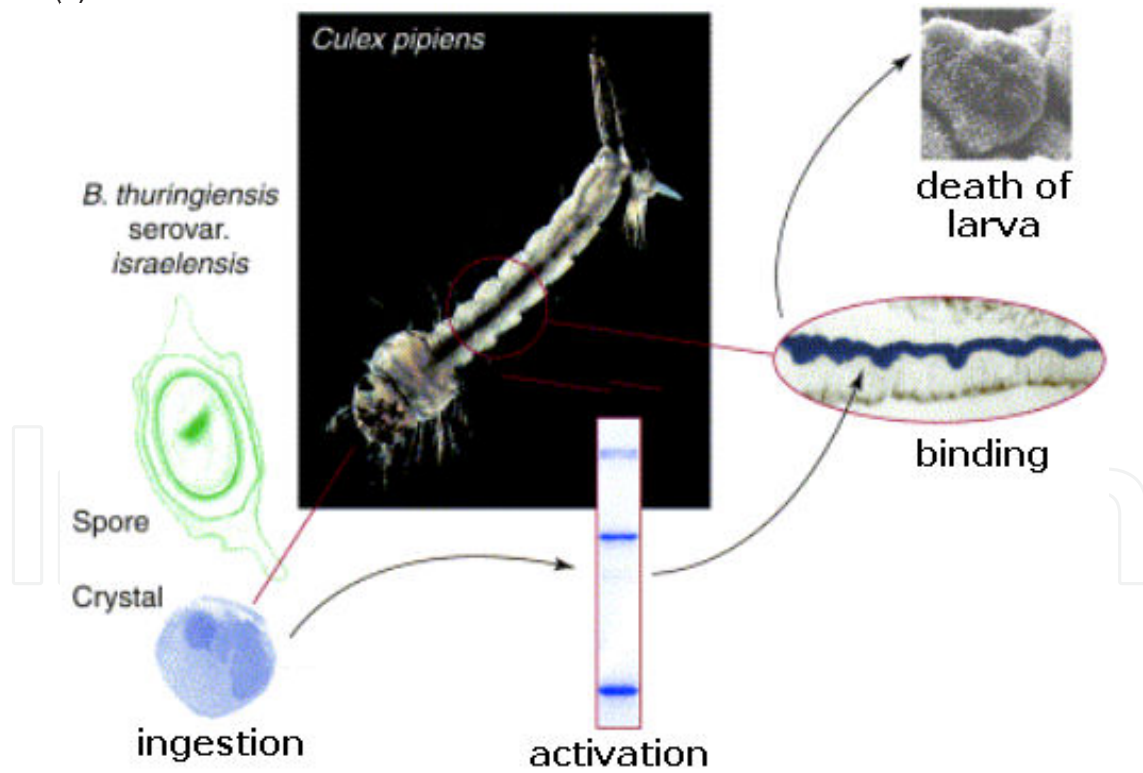 Culex pipiens
B. thuringiensis
serovar.
israelensis
Spore
Crystal
ingestion
activation
binding
death of
larva